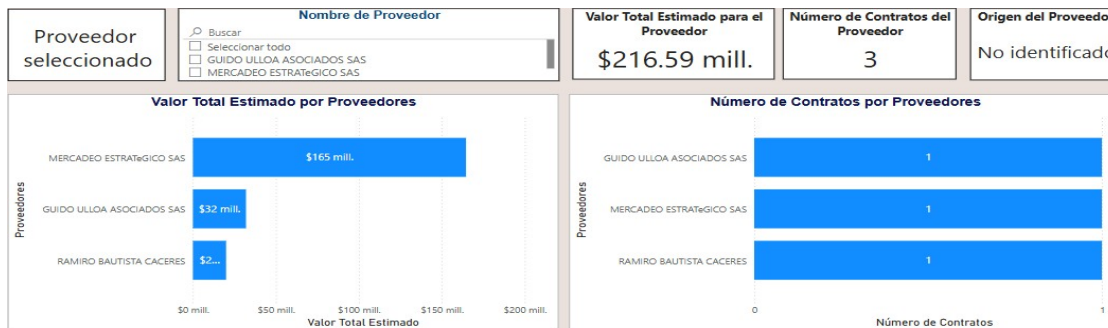 Proveedor
seleccionado
Nombre de Proveedor
Buscar
Seleccionar todo
GUIDO ULLOA ASOCIADOS SAS
MERCADEO ESTRATeGICO SAS
Valor Total Estimado para el
Proveedor
$216.59 mill.
Número de Contratos del
Proveedor
3
Origen del Proveedo
No identificado
Valor Total Estimado por Proveedores
Proveedores
MERCADEO ESTRATeGICO SAS
$165 mill.
GUIDO ULLOA ASOCIADOS SAS
$32 mill.
RAMIRO BAUTISTA CACERES
$2...
$0 mill.
$50 mill.
$100 mill.
$150 mill.
$200 mill.
Valor Total Estimado
Número de Contratos por Proveedores
Proveedores
GUIDO ULLOA ASOCIADOS SAS
1
MERCADEO ESTRATeGICO SAS
1
RAMIRO BAUTISTA CACERES
1
0
1
Número de Contratos